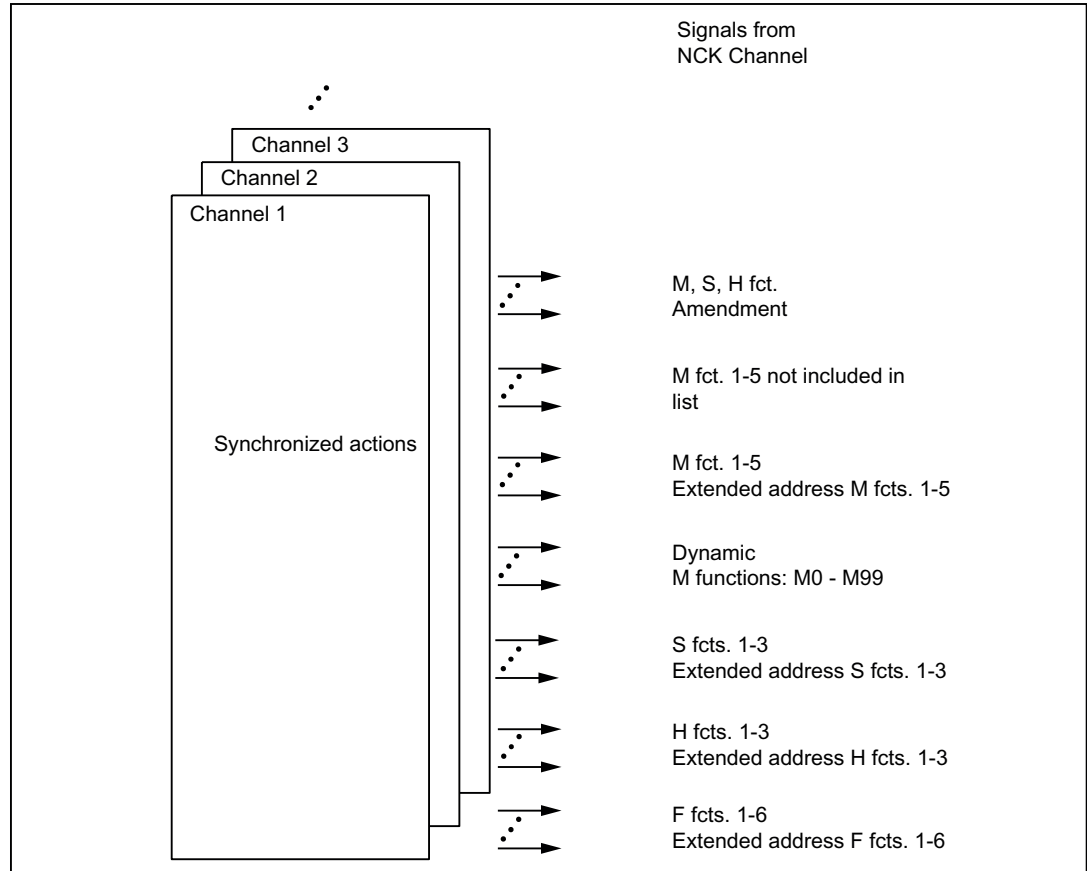 Signals from
NCK Channel
Channel 3
Channel 2
Channel 1
Synchronized actions
M, S, H fct.
Amendment
M fct. 1-5 not included in
list
M fct. 1-5
Extended address M fcts. 1-5
Dynamic
M functions: M0 - M99
S fcts. 1-3
Extended address S fcts. 1-3
H fcts. 1-3
Extended address H fcts. 1-3
F fcts. 1-6
Extended address F fcts. 1-6